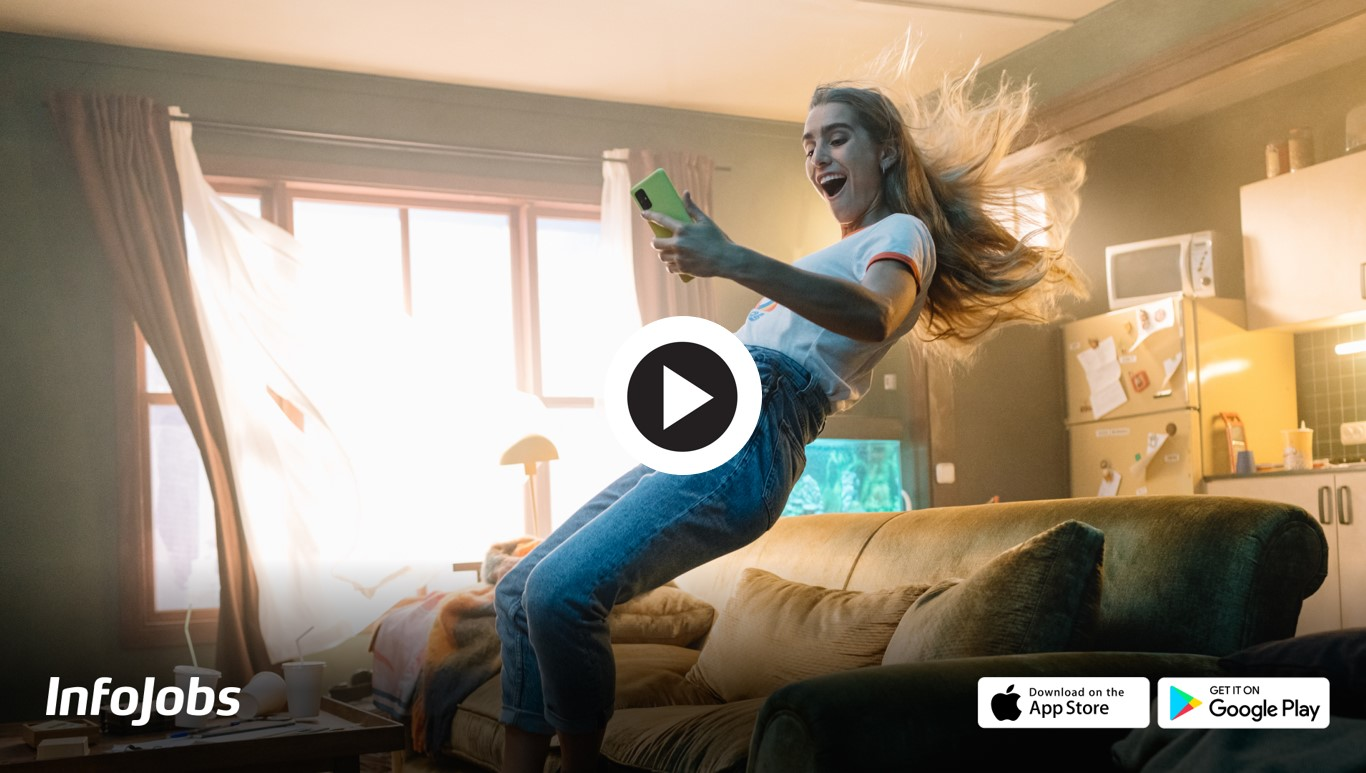 InfoJobs
Download on the
App Store
GET IT ON
Google Play